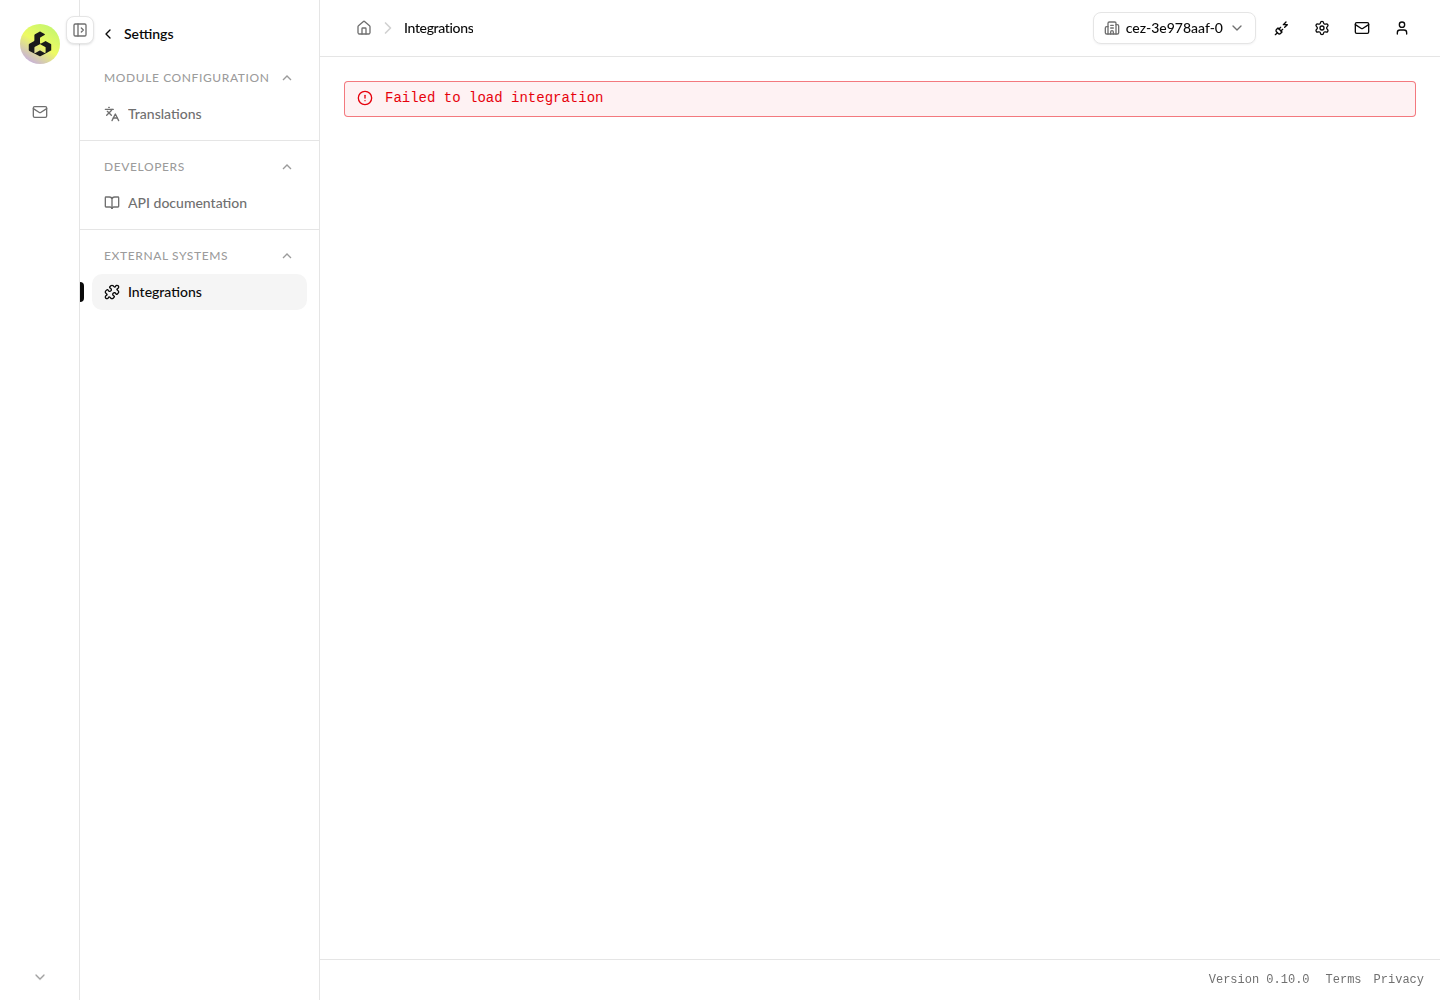 Settings
MODULE CONFIGURATION
Translations
DEVELOPERS
API documentation
EXTERNAL SYSTEMS
Integrations
Integrations
cez-3e978aaf-0
Failed to load integration
Version 0.10.0 Terms Privacy